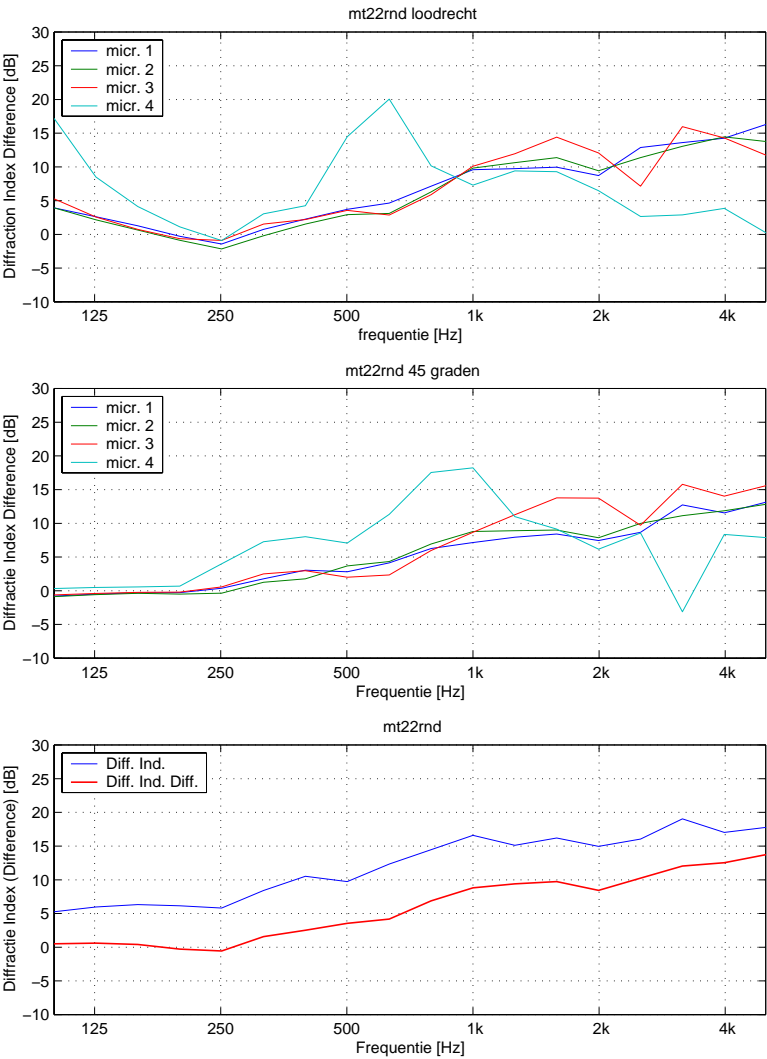 mt22rnd loodrecht
Diffraction Index Difference [dB]
30
25
20
15
10
5
0
−5
−10
micr. 1
micr. 2
micr. 3
micr. 4
125 250 500 1k 2k 4k
frequentie [Hz]
mt22rnd 45 graden
Diffractie Index Difference [dB]
30
25
20
15
10
5
0
−5
−10
micr. 1
micr. 2
micr. 3
micr. 4
125 250 500 1k 2k 4k
Frequentie [Hz]
mt22rnd
Diffractie Index (Difference) [dB]
30
25
20
15
10
5
0
−5
−10
Diff. Ind.
Diff. Ind. Diff.
125 250 500 1k 2k 4k
Frequentie [Hz]